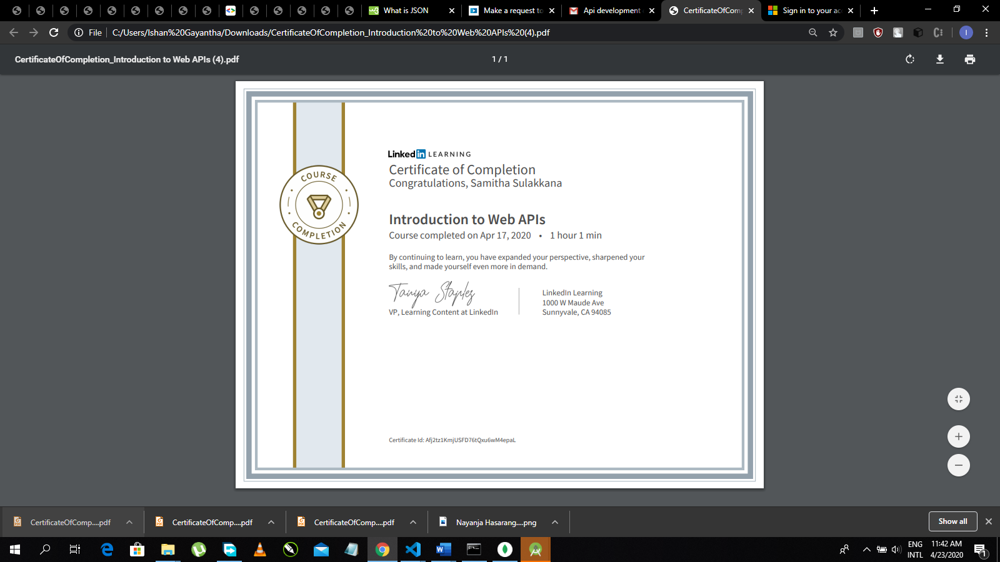 What is JSON
Make a request to
Api development
CertificateOfComp
Sign in to your ac
File
C:/Users/Ishan%20Gayantha/Downloads/CertificateOfCompletion_Introduction%20to%20Web%20APIs%20(4).pdf
I
CertificateOfCompletion_Introduction to Web APIs (4).pdf
1 / 1
COURSE
COMPLETION
Linked in LEARNING
Certificate of Completion
Congratulations, Samitha Sulakkana
Introduction to Web APIs
Course completed on Apr 17, 2020 • 1 hour 1 min
By continuing to learn, you have expanded your perspective, sharpened your
skills, and made yourself even more in demand.
Tanya Staples
VP, Learning Content at LinkedIn
LinkedIn Learning
1000 W Maude Ave
Sunnyvale, CA 94085
Certificate Id: Afj2tz1KmjUSFD76tQxu6wM4epaL
CertificateOfComp....pdf
CertificateOfComp....pdf
CertificateOfComp....pdf
Nayanja Hasarang....png
Show all
ENG
INTL
11:42 AM
4/23/2020
1